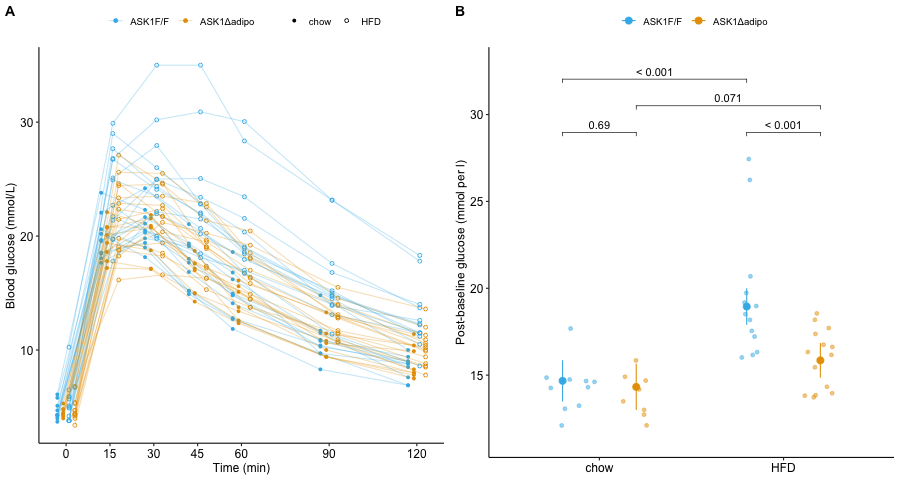 A
ASK1F/F ASK1Δadipo chow HFD
Blood glucose (mmol/L)
30
20
10
0 15 30 45 60 90 120
Time (min)
B
ASK1F/F ASK1Δadipo
Post-baseline glucose (mmol per l)
30
25
20
15
< 0.001
0.071
0.69 < 0.001
chow HFD